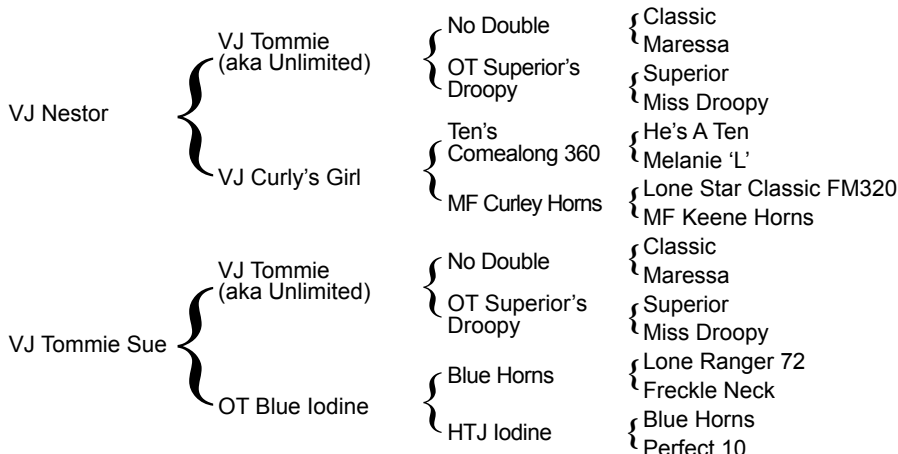 VJ Nestor
VJ Tommie
(aka Unlimited)
No Double
Classic
Maressa
OT Superior's
Droopy
Superior
Miss Droopy
VJ Curly's Girl
Ten's
Comealong 360
He's A Ten
Melanie ‘L’
MF Curley Horns
Lone Star Classic FM320
MF Keene Horns
VJ Tommie Sue
VJ Tommie
(aka Unlimited)
No Double
Classic
Maressa
OT Superior's
Droopy
Superior
Miss Droopy
OT Blue Iodine
Blue Horns
Lone Ranger 72
Freckle Neck
HTJ Iodine
Blue Horns
Perfect 10